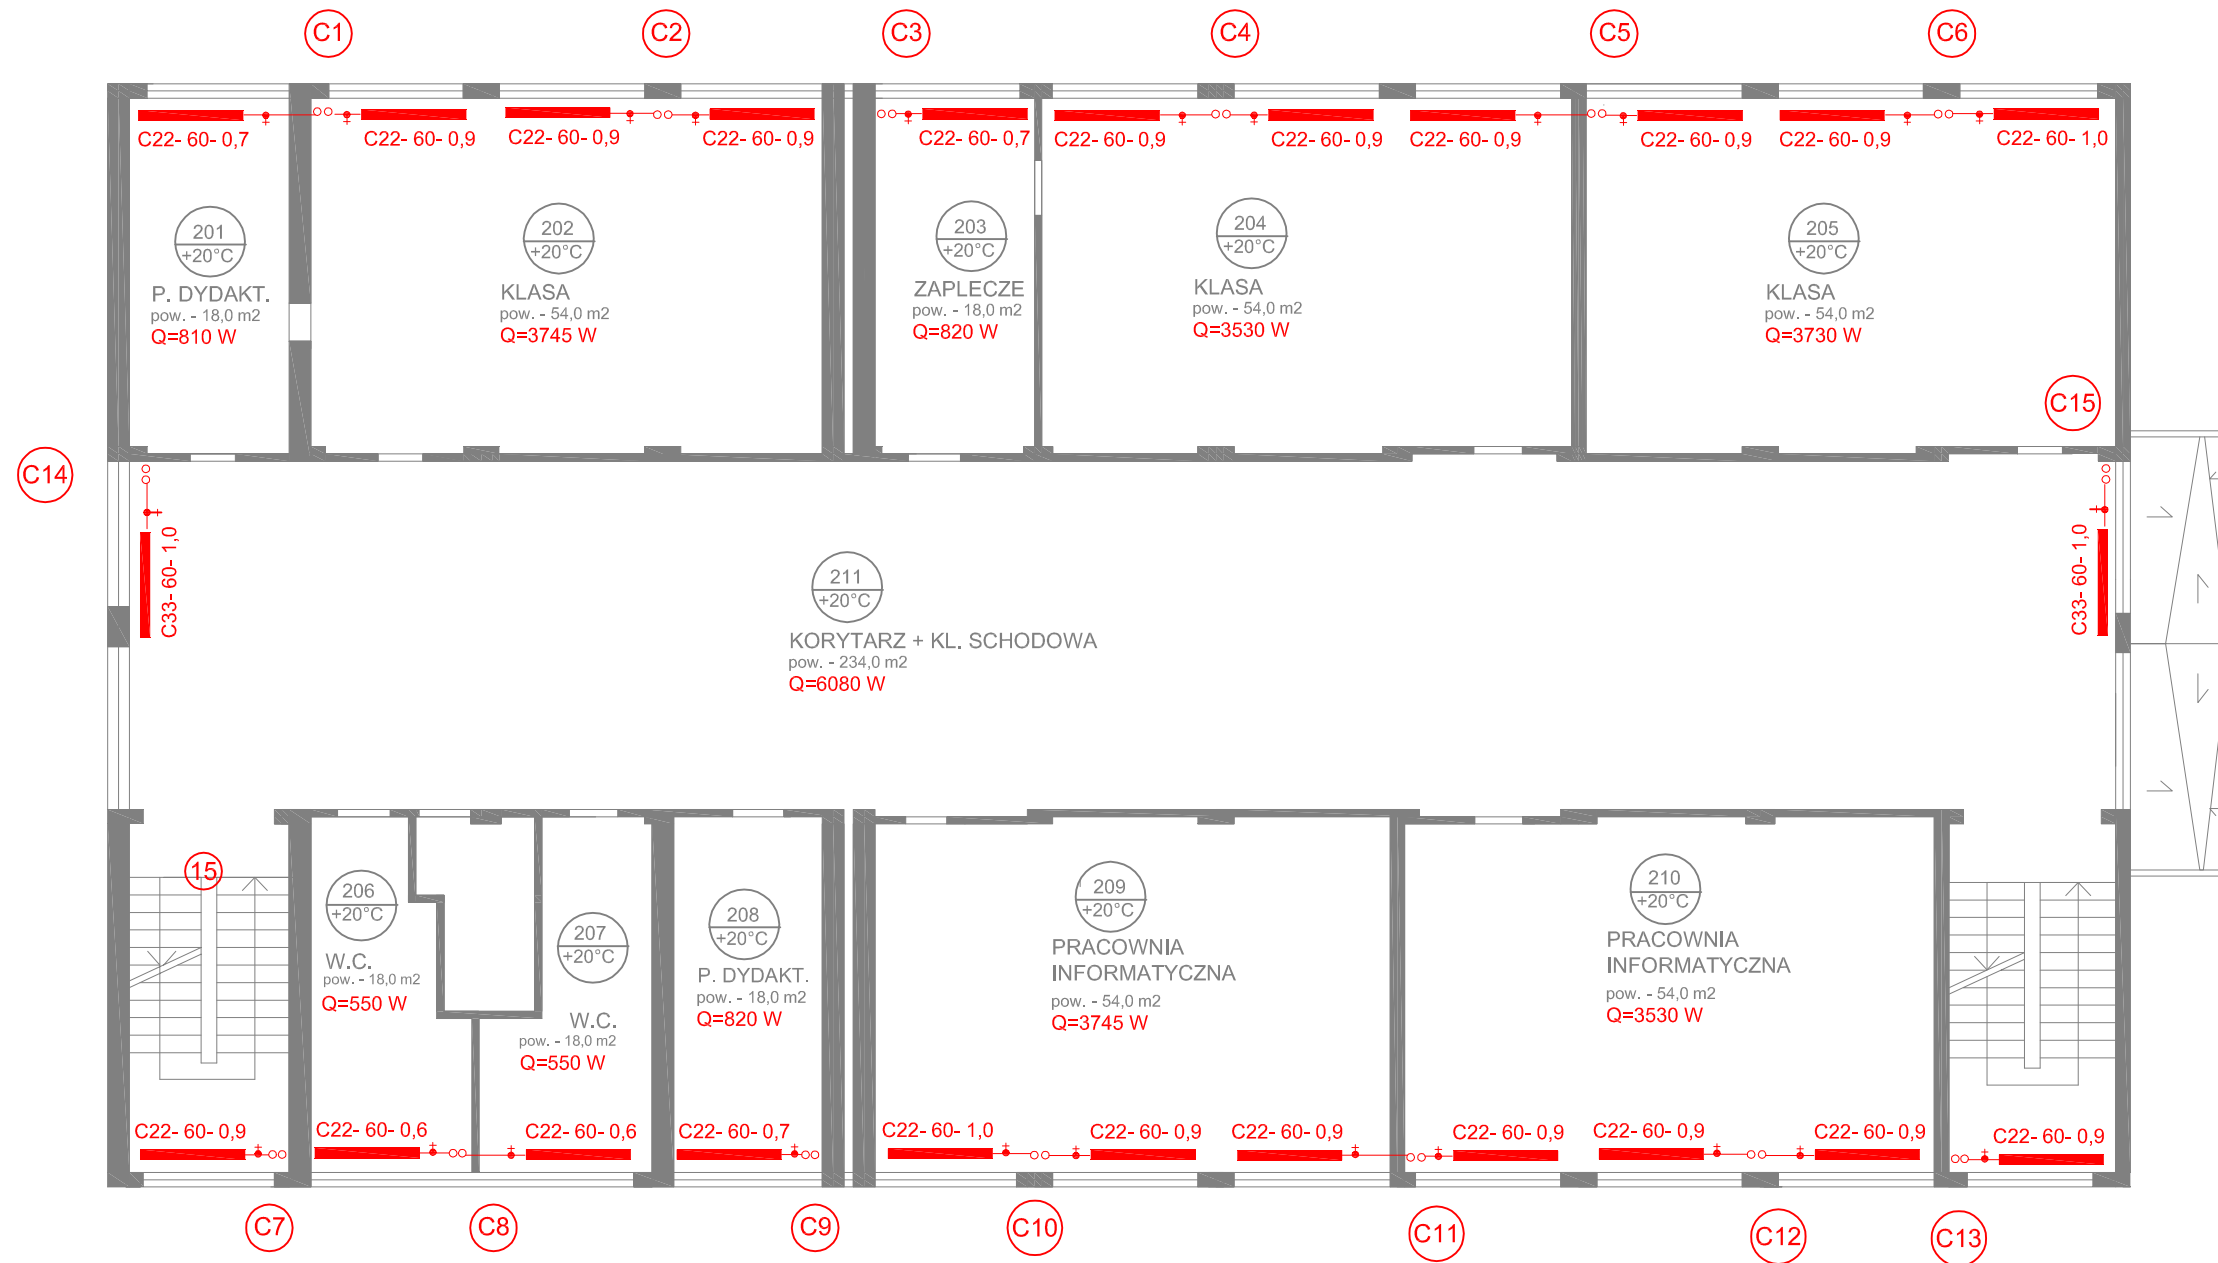 C1
C2
C3
C4
C5
C6
C22- 60- 0,7
C22- 60- 0,9
C22- 60- 0,9
C22- 60- 0,9
C22- 60- 0,7
C22- 60- 0,9
C22- 60- 0,9
C22- 60- 0,9
C22- 60- 0,9
C22- 60- 0,9
C22- 60- 1,0
201
+20°C
P. DYDAKT.
pow. - 18,0 m2
Q=810 W
202
+20°C
KLASA
pow. - 54,0 m2
Q=3745 W
203
+20°C
ZAPLECZE
pow. - 18,0 m2
Q=820 W
204
+20°C
KLASA
pow. - 54,0 m2
Q=3530 W
205
+20°C
KLASA
pow. - 54,0 m2
Q=3730 W
C15
C14
C33- 60- 1,0
211
+20°C
KORYTARZ + KL. SCHODOWA
pow. - 234,0 m2
Q=6080 W
C33- 60- 1,0
15
206
+20°C
W.C.
pow. - 18,0 m2
Q=550 W
207
+20°C
W.C.
pow. - 18,0 m2
Q=550 W
208
+20°C
P. DYDAKT.
pow. - 18,0 m2
Q=820 W
209
+20°C
PRACOWNIA
INFORMATYCZNA
pow. - 54,0 m2
Q=3745 W
210
+20°C
PRACOWNIA
INFORMATYCZNA
pow. - 54,0 m2
Q=3530 W
C22- 60- 0,9
C22- 60- 0,6
C22- 60- 0,6
C22- 60- 0,7
C22- 60- 1,0
C22- 60- 0,9
C22- 60- 0,9
C22- 60- 0,9
C22- 60- 0,9
C22- 60- 0,9
C22- 60- 0,9
C7
C8
C9
C10
C11
C12
C13